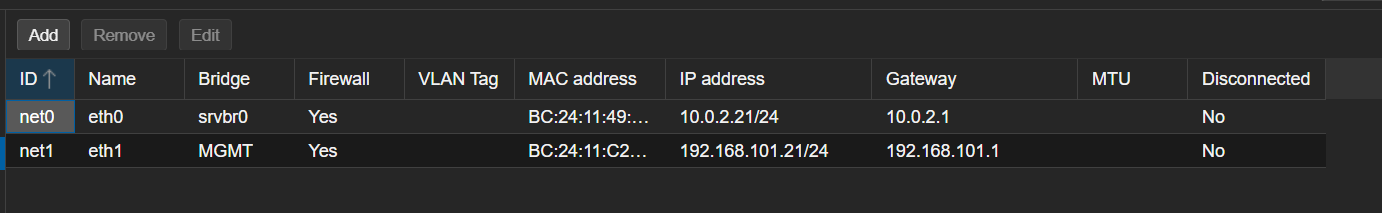 Add Remove Edit
ID Name Bridge Firewall VLAN Tag MAC address IP address Gateway MTU Disconnected
net0 eth0 srvbr0 Yes BC:24:11:49:... 10.0.2.21/24 10.0.2.1 No
net1 eth1 MGMT Yes BC:24:11:C2... 192.168.101.21/24 192.168.101.1 No